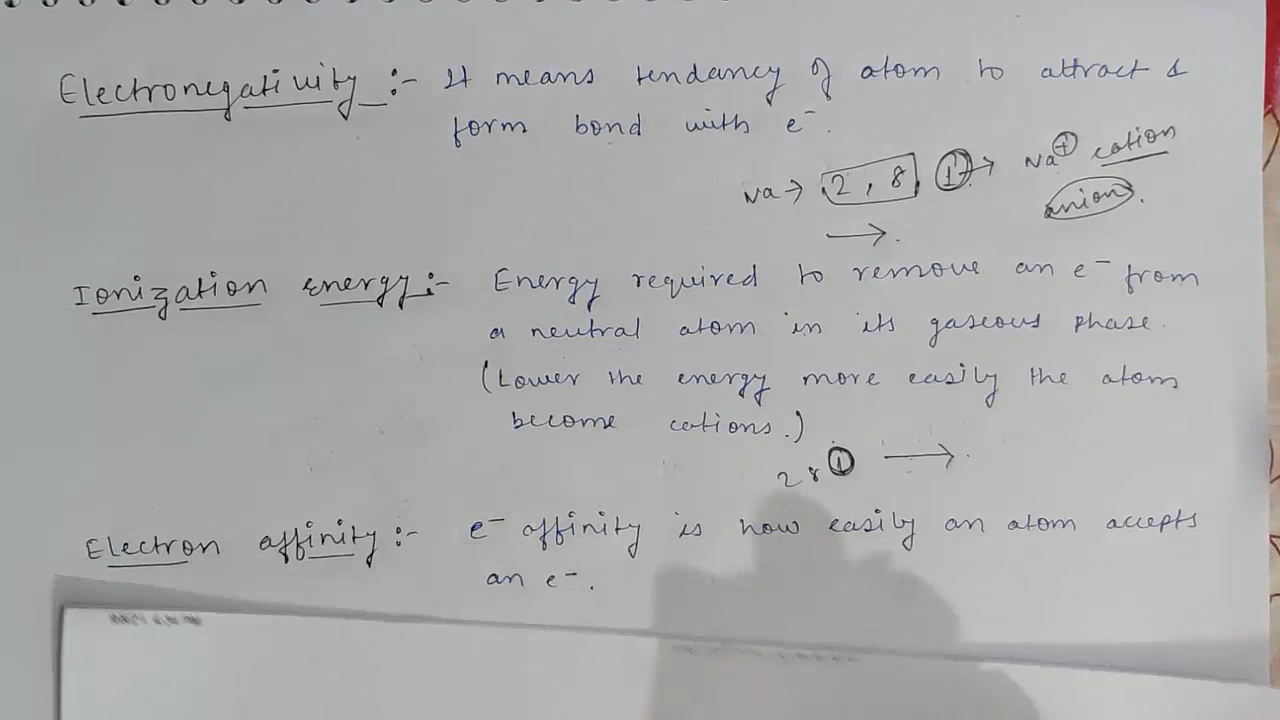 Electronegativity :- It means tendancy of atom to attract &
form bond with e⁻.
Na → 2, 8, 1 → Na⁺ cation
anion.
Ionization energy :- Energy required to remove an e⁻ from
a neutral atom in its gaseous phase.
(Lower the energy more easily the atom
become cations.)
2 8 1 →
Electron affinity :- e⁻ affinity is how easily an atom accepts
an e⁻.